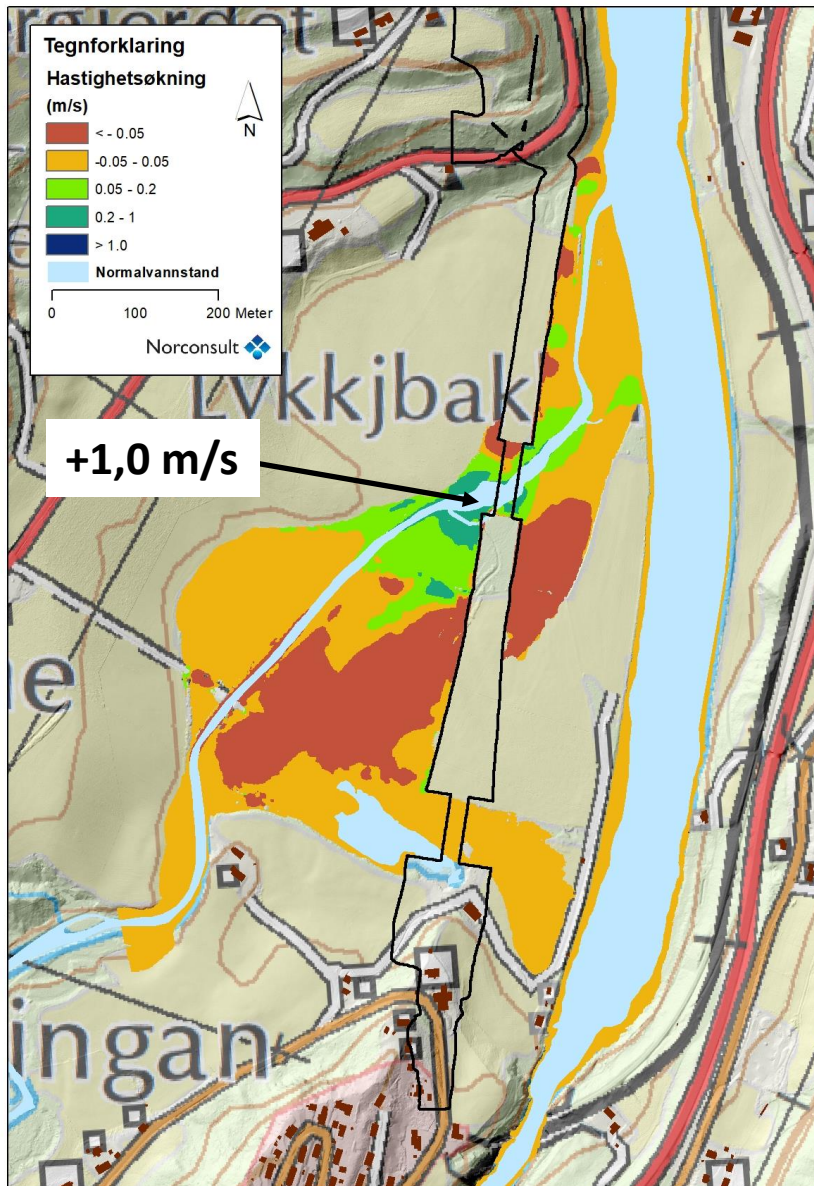 Tegnforklaring
Hastighetsøkning
(m/s)
N
< - 0.05
-0.05 - 0.05
0.05 - 0.2
0.2 - 1
> 1.0
Normalvannstand
0 100 200 Meter
Norconsult
+1,0 m/s
ingan